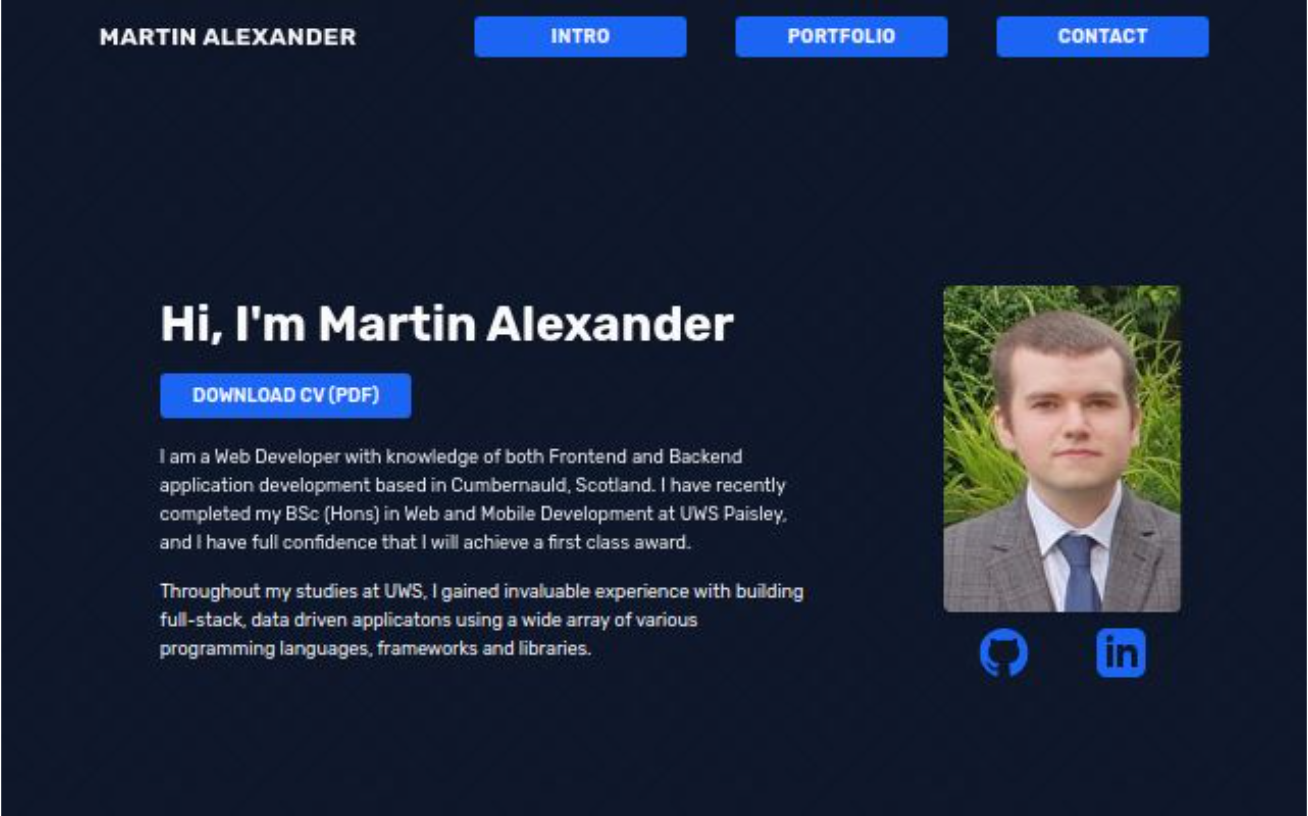 MARTIN ALEXANDER
INTRO
PORTFOLIO
CONTACT
Hi, I'm Martin Alexander
DOWNLOAD CV (PDF)
I am a Web Developer with knowledge of both Frontend and Backend
application development based in Cumbernauld, Scotland. I have recently
completed my BSc (Hons) in Web and Mobile Development at UWS Paisley,
and I have full confidence that I will achieve a first class award.
Throughout my studies at UWS, I gained invaluable experience with building
full-stack, data driven applicatons using a wide array of various
programming languages, frameworks and libraries.
in